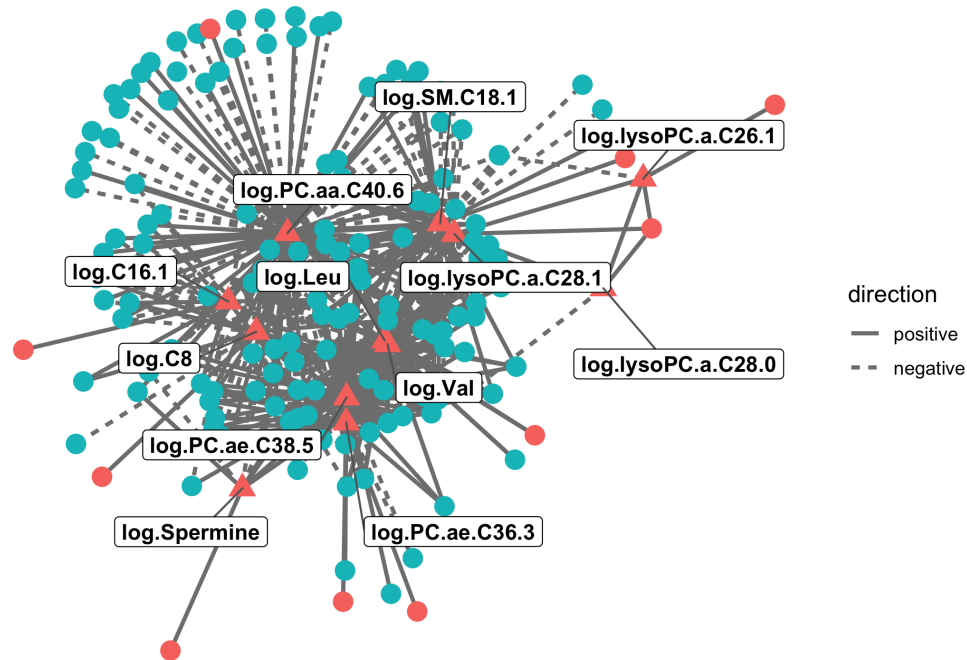 log.SM.C18.1
log.lysoPC.a.C26.1
log.PC.aa.C40.6
log.C16.1
log.Leu
log.lysoPC.a.C28.1
direction
positive
negative
log.C8
log.lysoPC.a.C28.0
log.Val
log.PC.ae.C38.5
log.Spermine
log.PC.ae.C36.3